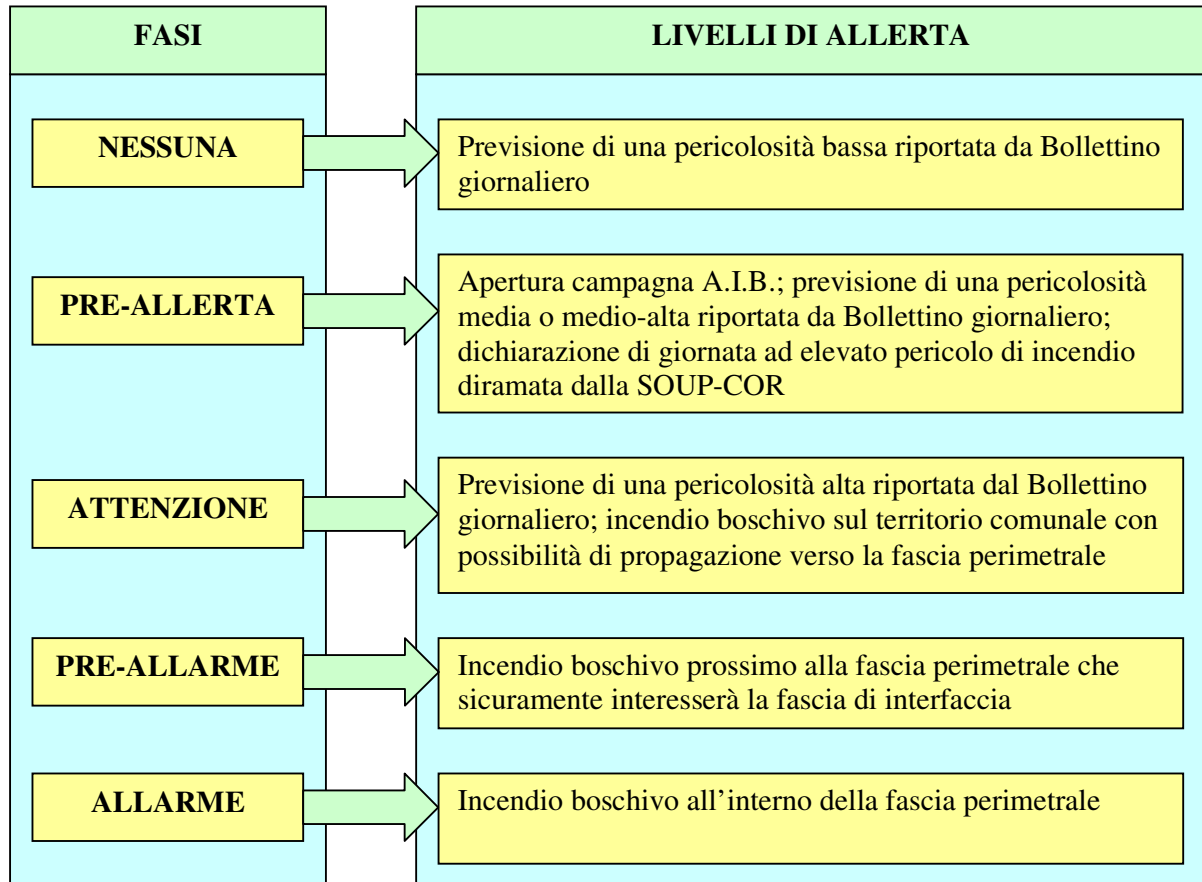 FASI
LIVELLI DI ALLERTA
NESSUNA
Previsione di una pericolosità bassa riportata da Bollettino
giornaliero
PRE-ALLERTA
Apertura campagna A.I.B.; previsione di una pericolosità
media o medio-alta riportata da Bollettino giornaliero;
dichiarazione di giornata ad elevato pericolo di incendio
diramata dalla SOUP-COR
ATTENZIONE
Previsione di una pericolosità alta riportata dal Bollettino
giornaliero; incendio boschivo sul territorio comunale con
possibilità di propagazione verso la fascia perimetrale
PRE-ALLARME
Incendio boschivo prossimo alla fascia perimetrale che
sicuramente interesserà la fascia di interfaccia
ALLARME
Incendio boschivo all’interno della fascia perimetrale